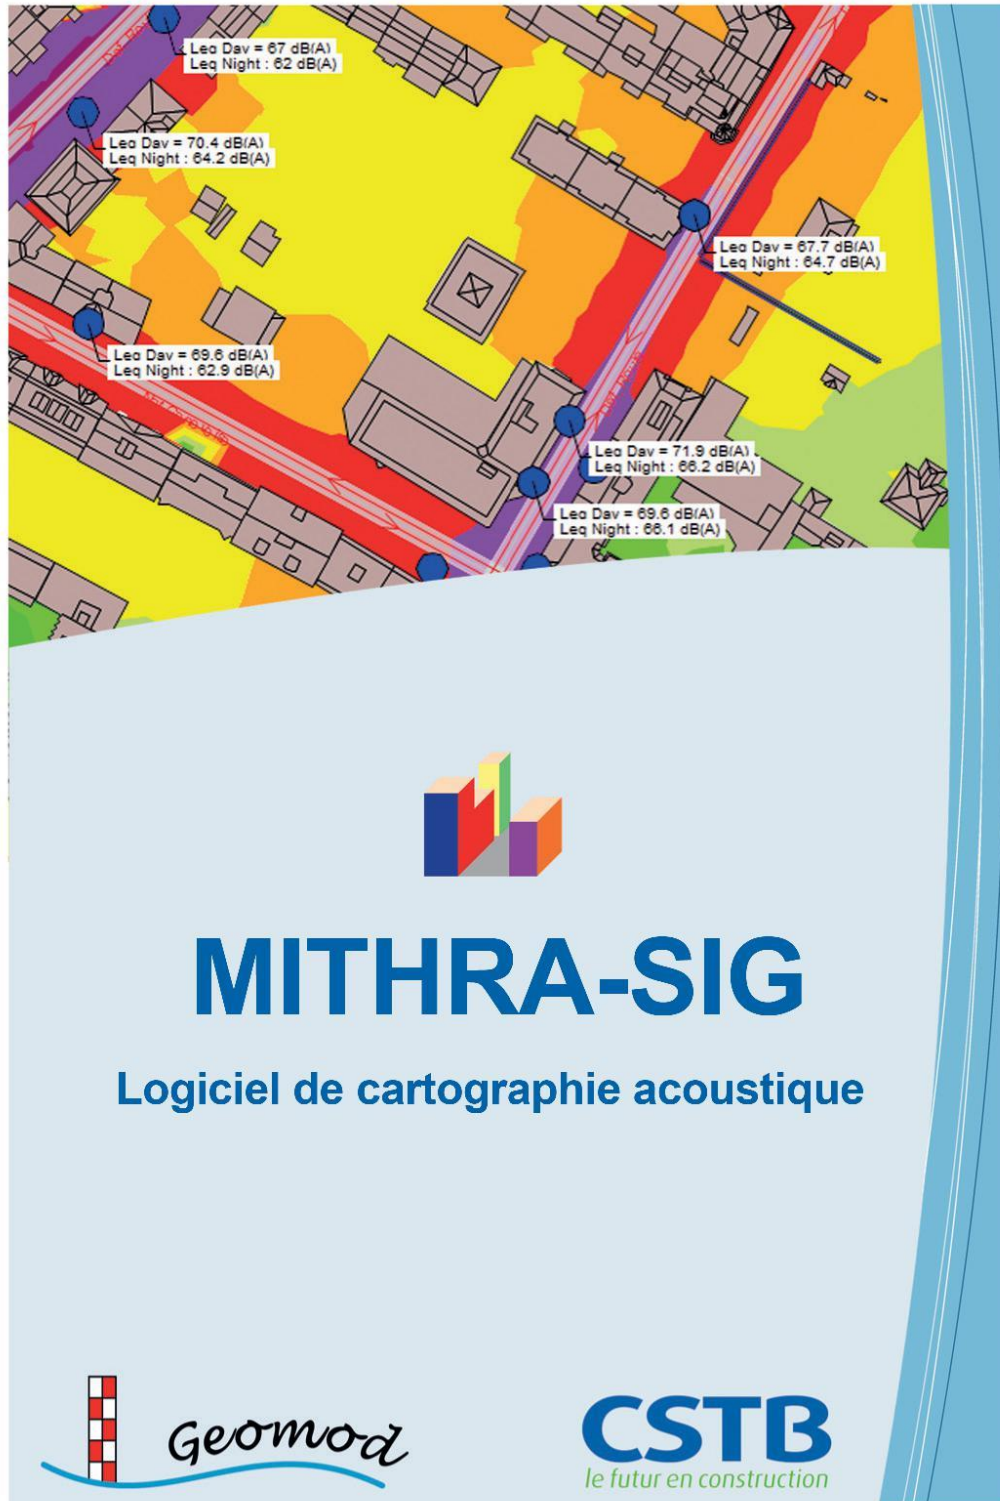 Leq Day = 67 dB(A)
Leq Night : 62 dB(A)
Leq Day = 70.4 dB(A)
Leq Night : 64.2 dB(A)
Leq Day = 67.7 dB(A)
Leq Night : 64.7 dB(A)
Leq Day = 69.6 dB(A)
Leq Night : 62.9 dB(A)
Leq Day = 71.9 dB(A)
Leq Night : 66.2 dB(A)
Leq Day = 69.6 dB(A)
Leq Night : 66.1 dB(A)
MITHRA-SIG
Logiciel de cartographie acoustique
Geomod
CSTB
le futur en construction